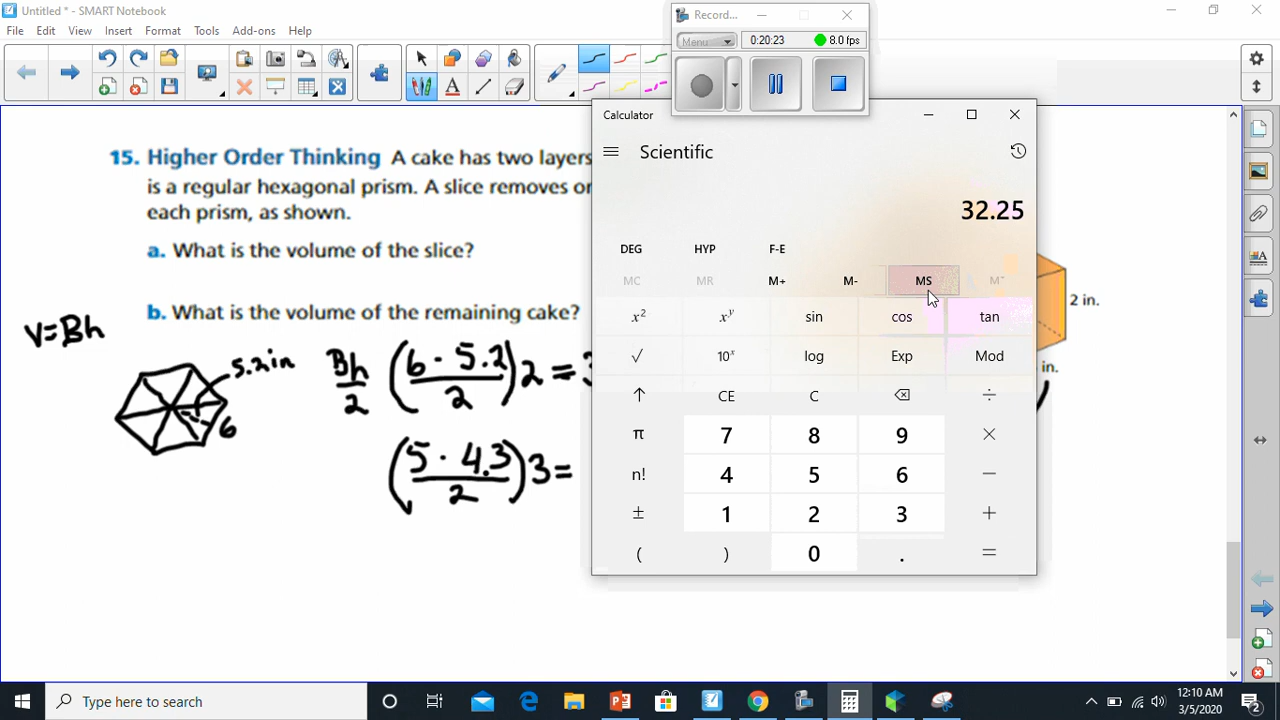 Untitled * - SMART Notebook
File Edit View Insert Format Tools Add-ons Help
Record...
Menu 0:20:23 8.0 fps
Calculator
Scientific
32.25
DEG HYP F-E
MC MR M+ M- MS M˅
x² xʸ sin cos tan
√ 10ˣ log Exp Mod
↑ CE C ⌫ ÷
π 7 8 9 ×
n! 4 5 6 −
± 1 2 3 +
( ) 0 . =
15. Higher Order Thinking A cake has two layers
is a regular hexagonal prism. A slice removes
each prism, as shown.
a. What is the volume of the slice?
b. What is the volume of the remaining cake?
2 in.
in.
V=Bh
5.2in
6
Bh/2 (6 · 5.2/2)2=3
(5 · 4.3/2)3=
Type here to search
12:10 AM
3/5/2020
2